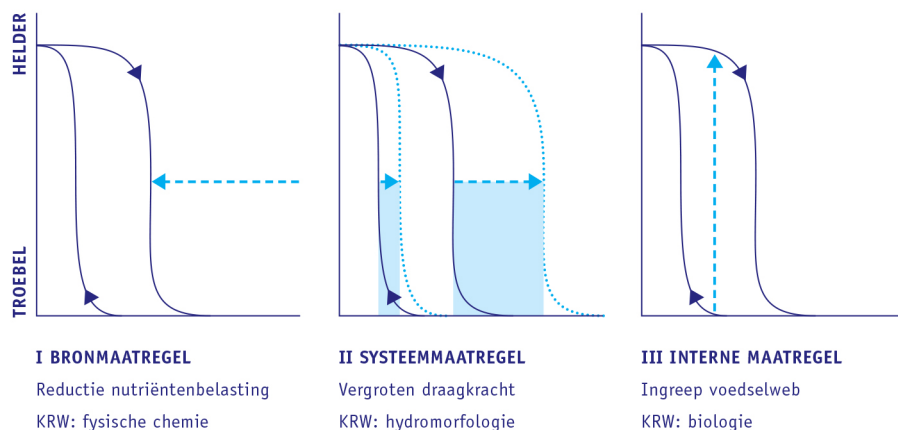 HELDER
TROEBEL
I BRONMAATREGEL
Reductie nutriëntenbelasting
KRW: fysische chemie
II SYSTEEMMAATREGEL
Vergroten draagkracht
KRW: hydromorfologie
III INTERNE MAATREGEL
Ingreep voedselweb
KRW: biologie